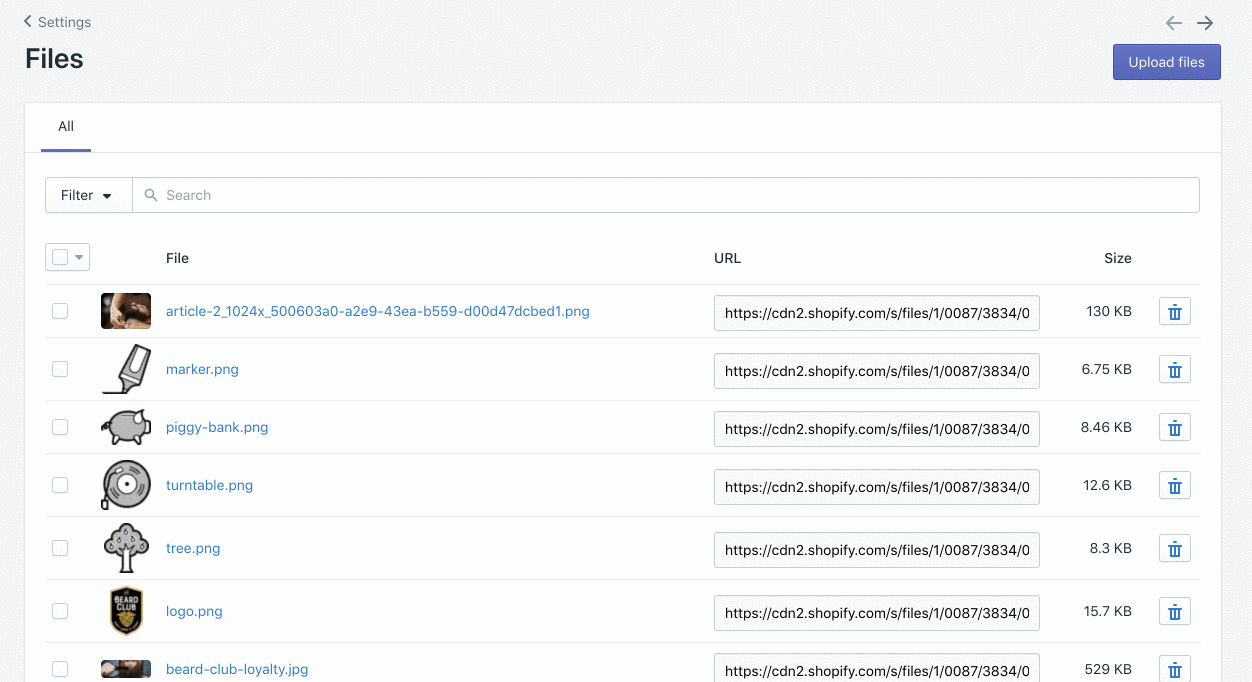 Settings
Files
Upload files
All
Filter
Search
File URL Size
article-2_1024x_500603a0-a2e9-43ea-b559-d00d47dcbed1.png https://cdn2.shopify.com/s/files/1/0087/3834/0 130 KB
marker.png https://cdn2.shopify.com/s/files/1/0087/3834/0 6.75 KB
piggy-bank.png https://cdn2.shopify.com/s/files/1/0087/3834/0 8.46 KB
turntable.png https://cdn2.shopify.com/s/files/1/0087/3834/0 12.6 KB
tree.png https://cdn2.shopify.com/s/files/1/0087/3834/0 8.3 KB
BEARD
CLUB
logo.png https://cdn2.shopify.com/s/files/1/0087/3834/0 15.7 KB
beard-club-loyalty.jpg https://cdn2.shopify.com/s/files/1/0087/3834/0 529 KB